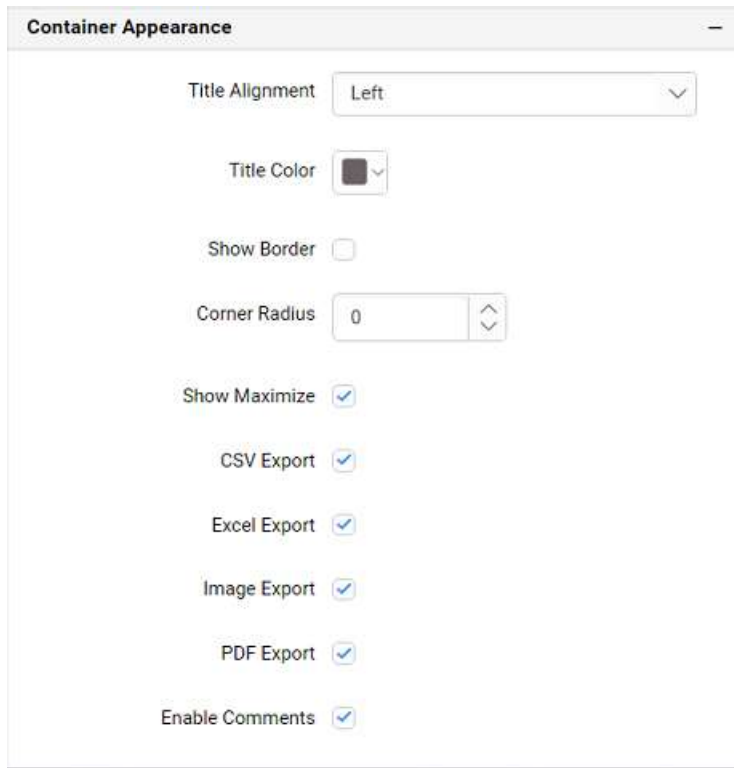 Container Appearance
Title Alignment Left
Title Color
Show Border
Corner Radius 0
Show Maximize
CSV Export
Excel Export
Image Export
PDF Export
Enable Comments